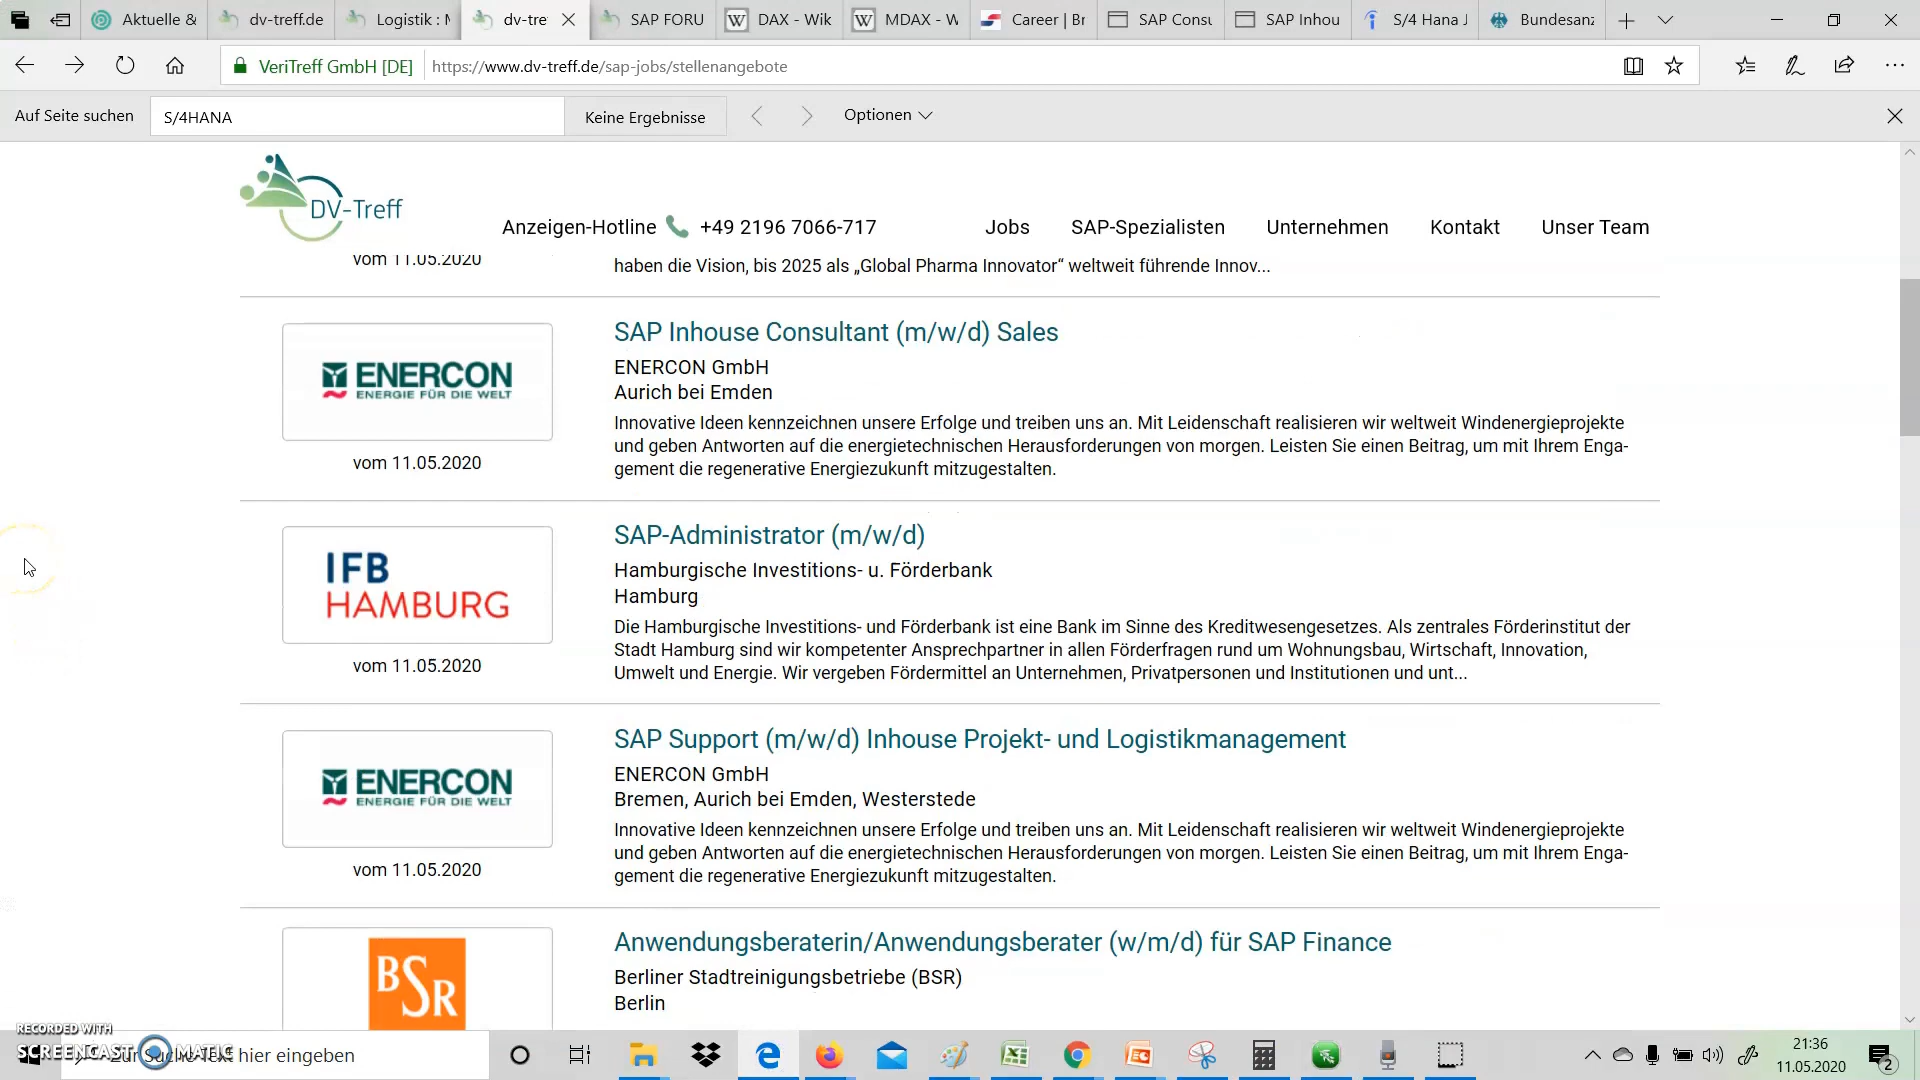 Aktuelle &
dv-treff.de
Logistik :
dv-tre
SAP FORU
DAX - Wik
MDAX - W
Career | Br
SAP Consu
SAP Inhou
S/4 Hana J
Bundesanz
VeriTreff GmbH [DE]
https://www.dv-treff.de/sap-jobs/stellenangebote
Auf Seite suchen
S/4HANA
Keine Ergebnisse
Optionen
DV-Treff
Anzeigen-Hotline +49 2196 7066-717
Jobs
SAP-Spezialisten
Unternehmen
Kontakt
Unser Team
vom 11.05.2020
haben die Vision, bis 2025 als „Global Pharma Innovator“ weltweit führende Innov...
ENERCON
ENERGIE FÜR DIE WELT
vom 11.05.2020
SAP Inhouse Consultant (m/w/d) Sales
ENERCON GmbH
Aurich bei Emden
Innovative Ideen kennzeichnen unsere Erfolge und treiben uns an. Mit Leidenschaft realisieren wir weltweit Windenergieprojekte
und geben Antworten auf die energietechnischen Herausforderungen von morgen. Leisten Sie einen Beitrag, um mit Ihrem Enga-
gement die regenerative Energiezukunft mitzugestalten.
IFB
HAMBURG
vom 11.05.2020
SAP-Administrator (m/w/d)
Hamburgische Investitions- u. Förderbank
Hamburg
Die Hamburgische Investitions- und Förderbank ist eine Bank im Sinne des Kreditwesengesetzes. Als zentrales Förderinstitut der
Stadt Hamburg sind wir kompetenter Ansprechpartner in allen Förderfragen rund um Wohnungsbau, Wirtschaft, Innovation,
Umwelt und Energie. Wir vergeben Fördermittel an Unternehmen, Privatpersonen und Institutionen und unt...
ENERCON
ENERGIE FÜR DIE WELT
vom 11.05.2020
SAP Support (m/w/d) Inhouse Projekt- und Logistikmanagement
ENERCON GmbH
Bremen, Aurich bei Emden, Westerstede
Innovative Ideen kennzeichnen unsere Erfolge und treiben uns an. Mit Leidenschaft realisieren wir weltweit Windenergieprojekte
und geben Antworten auf die energietechnischen Herausforderungen von morgen. Leisten Sie einen Beitrag, um mit Ihrem Enga-
gement die regenerative Energiezukunft mitzugestalten.
BSR
Anwendungsberaterin/Anwendungsberater (w/m/d) für SAP Finance
Berliner Stadtreinigungsbetriebe (BSR)
Berlin
RECORDED WITH
SCREENCAST MATIC
hier eingeben
21:36
11.05.2020
2